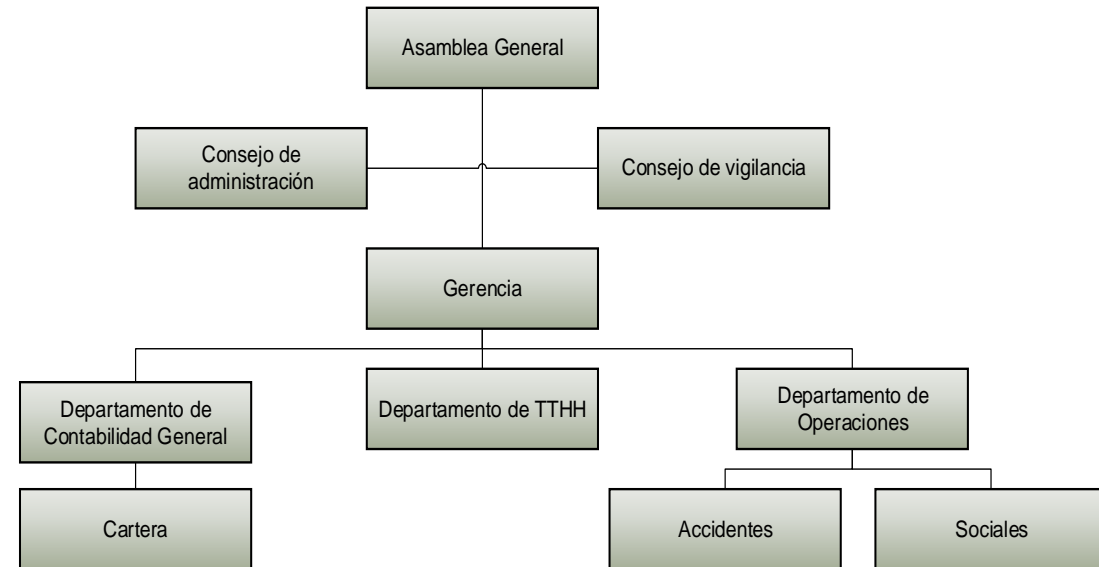 Asamblea General
Consejo de
administración
Consejo de vigilancia
Gerencia
Departamento de
Contabilidad General
Departamento de TTHH
Departamento de
Operaciones
Cartera
Accidentes
Sociales